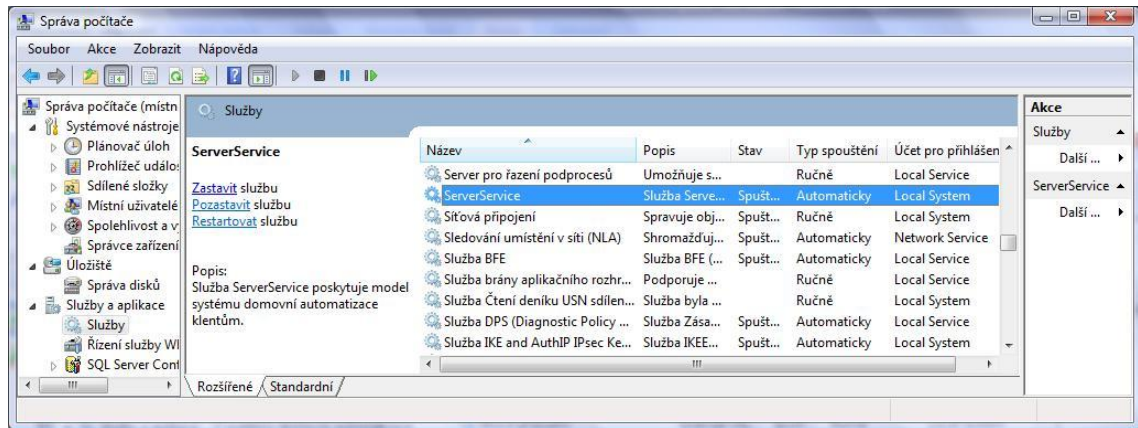 Správa počítače
Soubor Akce Zobrazit Nápověda
Správa počítače (místn
Systémové nástroje
Plánovač úloh
Prohlížeč událos
Sdílené složky
Místní uživatelé
Spolehlivost a v
Správce zařízení
Úložiště
Správa disků
Služby a aplikace
Služby
Řízení služby WI
SQL Server Conf
Služby
ServerService
Zastavit službu
Pozastavit službu
Restartovat službu
Popis:
Služba ServerService poskytuje model
systému domovní automatizace
klentům.
Název Popis Stav Typ spouštění Účet pro přihlášen
Server pro řazení podprocesů Umožňuje s... Ručně Local Service
ServerService Služba Serve... Spušt... Automaticky Local System
Síťová připojení Spravuje obj... Spušt... Ručně Local System
Sledování umístění v síti (NLA) Shromažďuj... Spušt... Automaticky Network Service
Služba BFE Služba BFE (... Spušt... Automaticky Local Service
Služba brány aplikačního rozhr... Podporuje ... Ručně Local Service
Služba Čtení deníku USN sdílen... Služba byla ... Ručně Local System
Služba DPS (Diagnostic Policy ... Služba Zása... Spušt... Automaticky Local Service
Služba IKE and AuthIP IPsec Ke... Služba IKEE... Spušt... Automaticky Local System
Rozšířené Standardní
Akce
Služby
Další ...
ServerService
Další ...